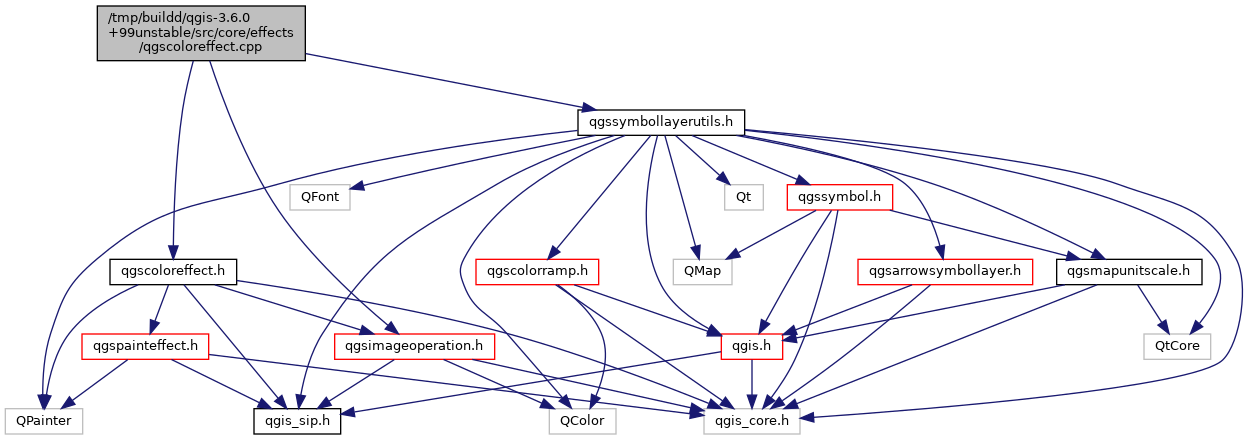 /tmp/buildd/qgis-3.6.0
+99unstable/src/core/effects
/qgscoloreffect.cpp
qgssymbollayerutils.h
QFont
Qt
qgssymbol.h
qgscoloreffect.h
qgscolorramp.h
QMap
qgsarrowsymbollayer.h
qgsmapunitscale.h
qgspainteffect.h
qgsimageoperation.h
qgis.h
QtCore
QPainter
qgis_sip.h
QColor
qgis_core.h